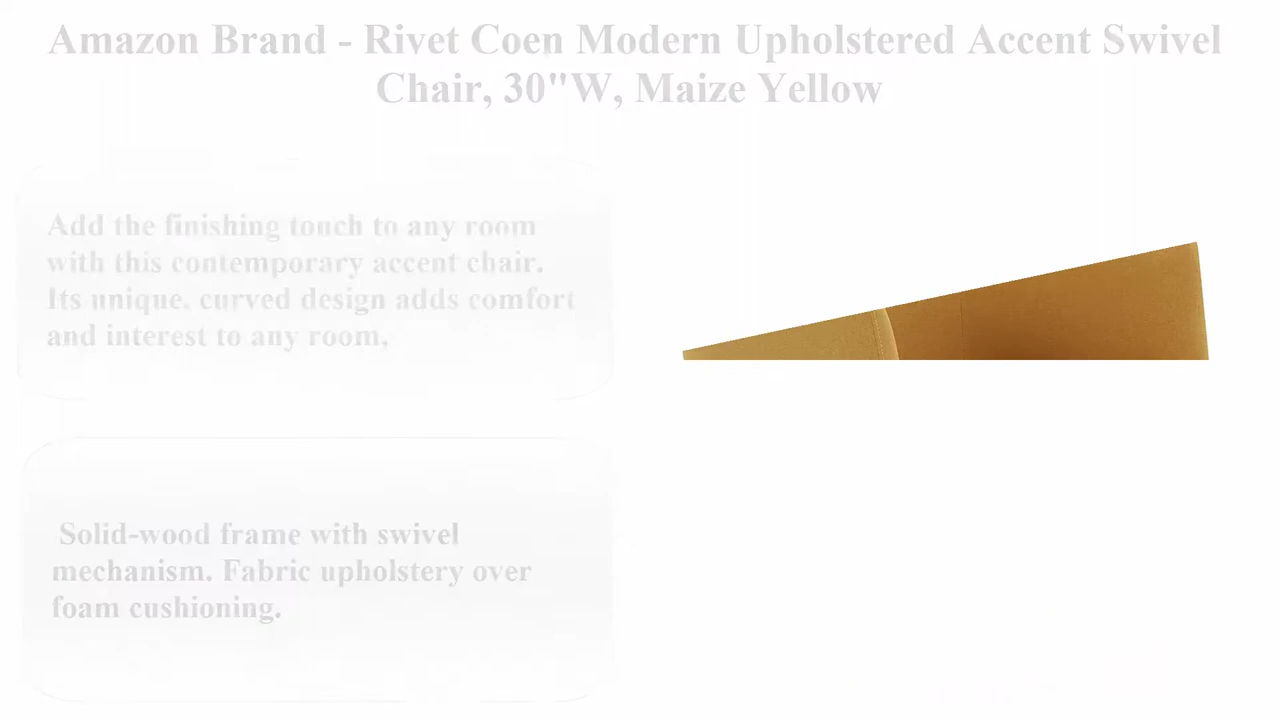 Amazon Brand - Rivet Coen Modern Upholstered Accent Swivel
Chair, 30"W, Maize Yellow
Add the finishing touch to any room
with this contemporary accent chair.
Its unique. curved design adds comfort
and interest to any room.
Solid-wood frame with swivel
mechanism. Fabric upholstery over
foam cushioning.